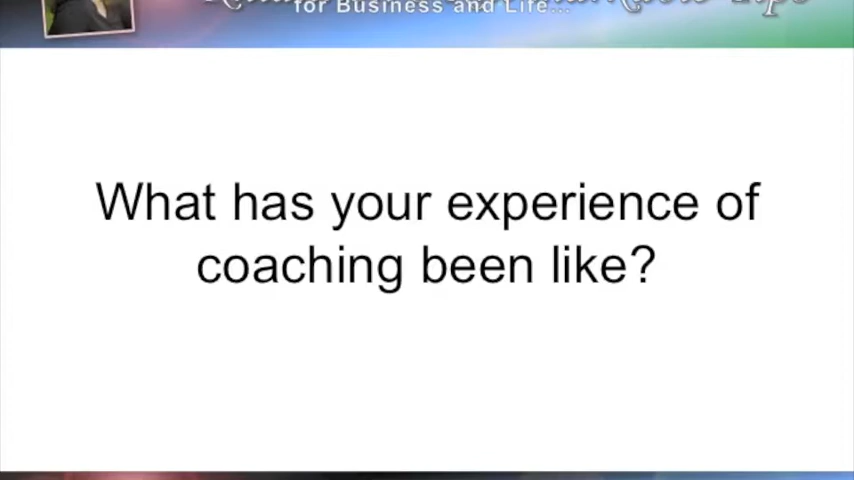 for Business and Life...
What has your experience of
coaching been like?